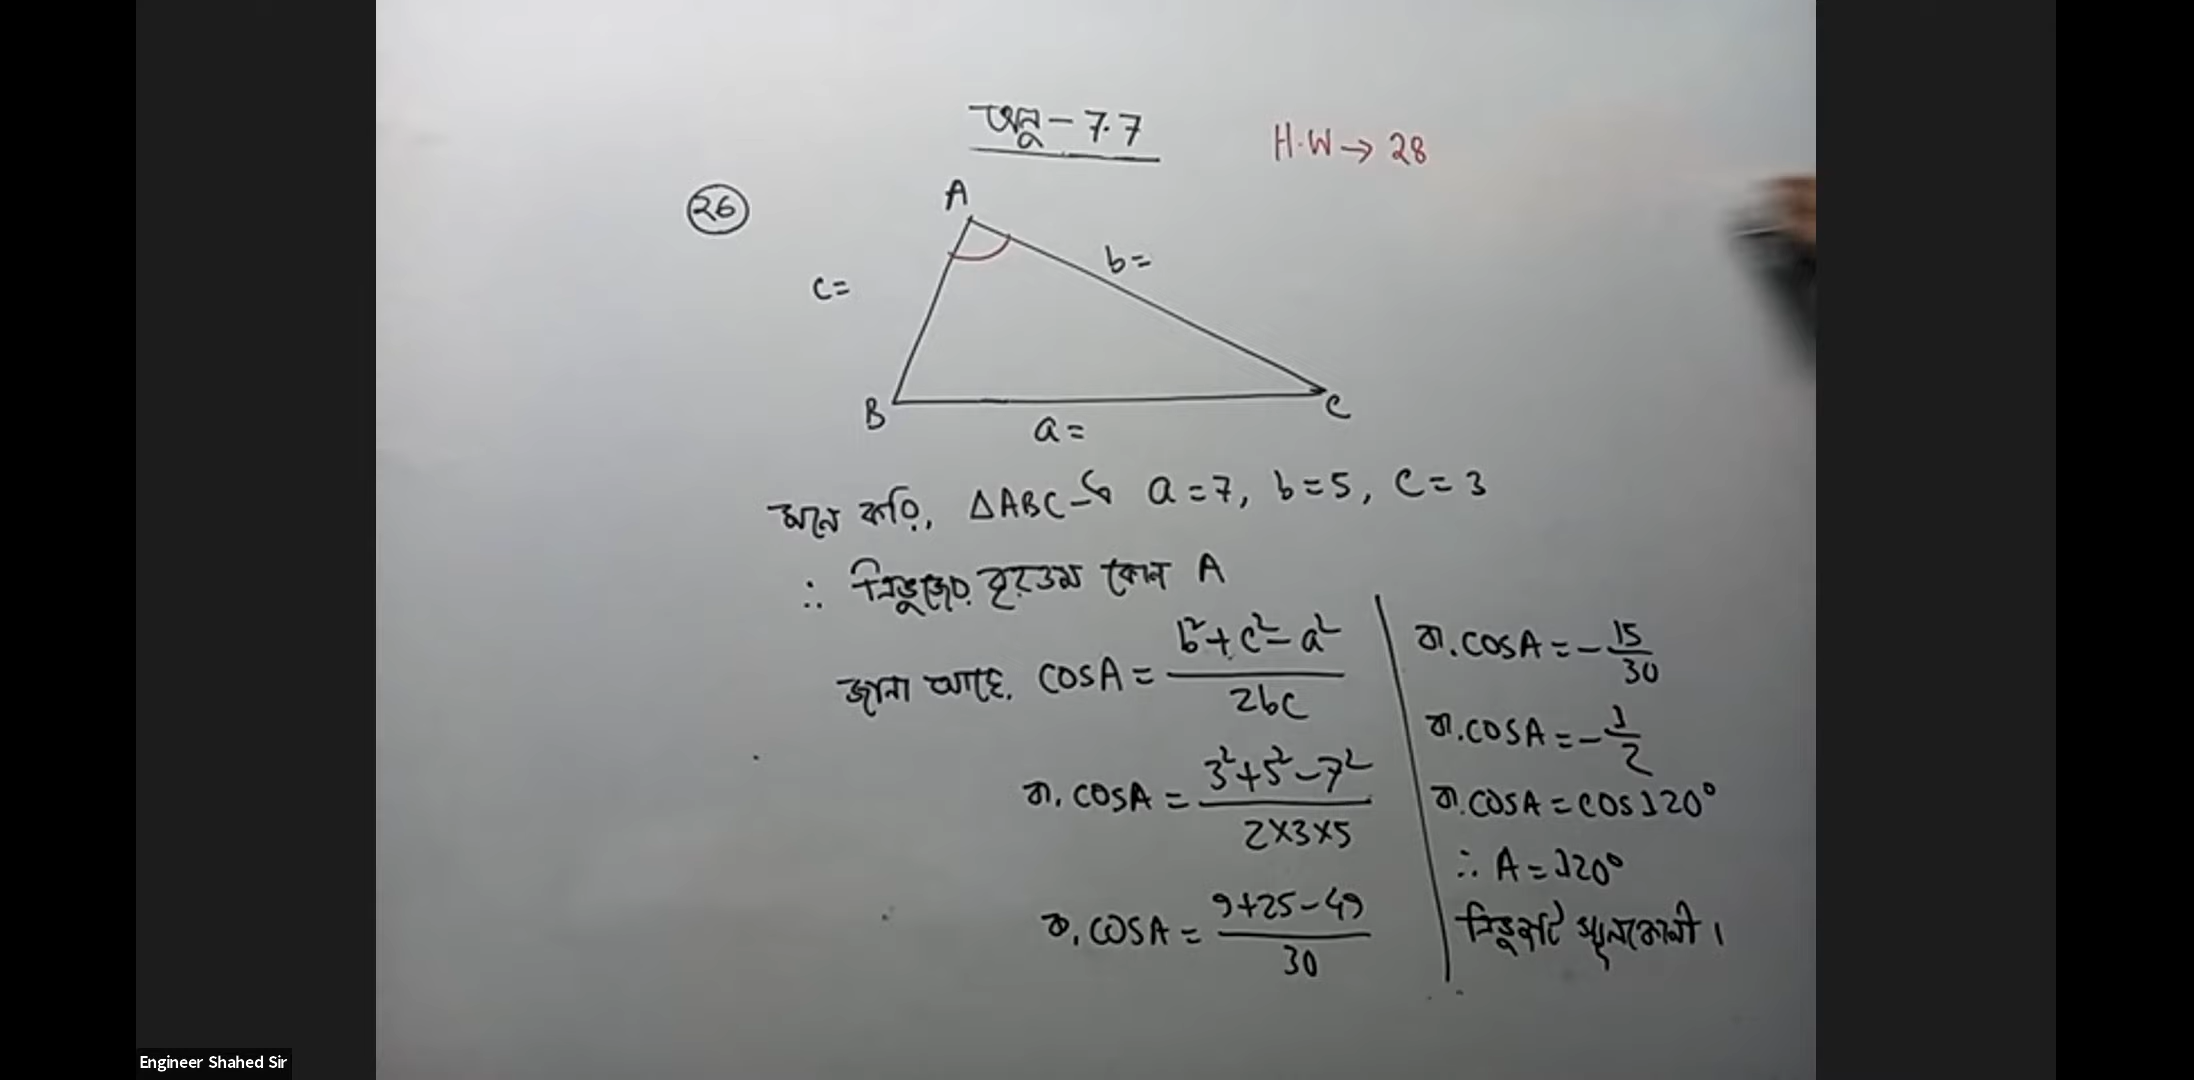 অনু - 7.7
H.W → 28
26
A
b =
c =
B
C
a =
মনে করি, ΔABC-এ a = 7, b = 5, c = 3
∴ ত্রিভুজের বৃহত্তম কোন A
জানা আছে, cosA = (b² + c² - a²) / 2bc
বা, cosA = (3² + 5² - 7²) / (2×3×5)
বা, cosA = (9+25-49) / 30
বা, cosA = - 15/30
বা, cosA = - 1/2
বা, cosA = cos120°
∴ A = 120°
ত্রিভুজটি স্থূলকোনী।
Engineer Shahed Sir